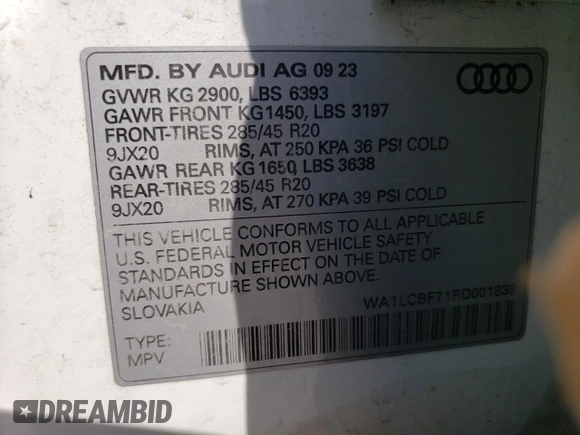 MFD. BY AUDI AG 09 23
GVWR KG 2900, LBS 6393
GAWR FRONT KG1450, LBS 3197
FRONT-TIRES 285/45 R20
9JX20 RIMS, AT 250 KPA 36 PSI COLD
GAWR REAR KG 1650, LBS 3638
REAR-TIRES 285/45 R20
9JX20 RIMS, AT 270 KPA 39 PSI COLD
THIS VEHICLE CONFORMS TO ALL APPLICABLE
U.S. FEDERAL MOTOR VEHICLE SAFETY
STANDARDS IN EFFECT ON THE DATE OF
MANUFACTURE SHOWN ABOVE.
SLOVAKIA
WA1LCBF71RD001839
TYPE:
MPV
DREAMBID